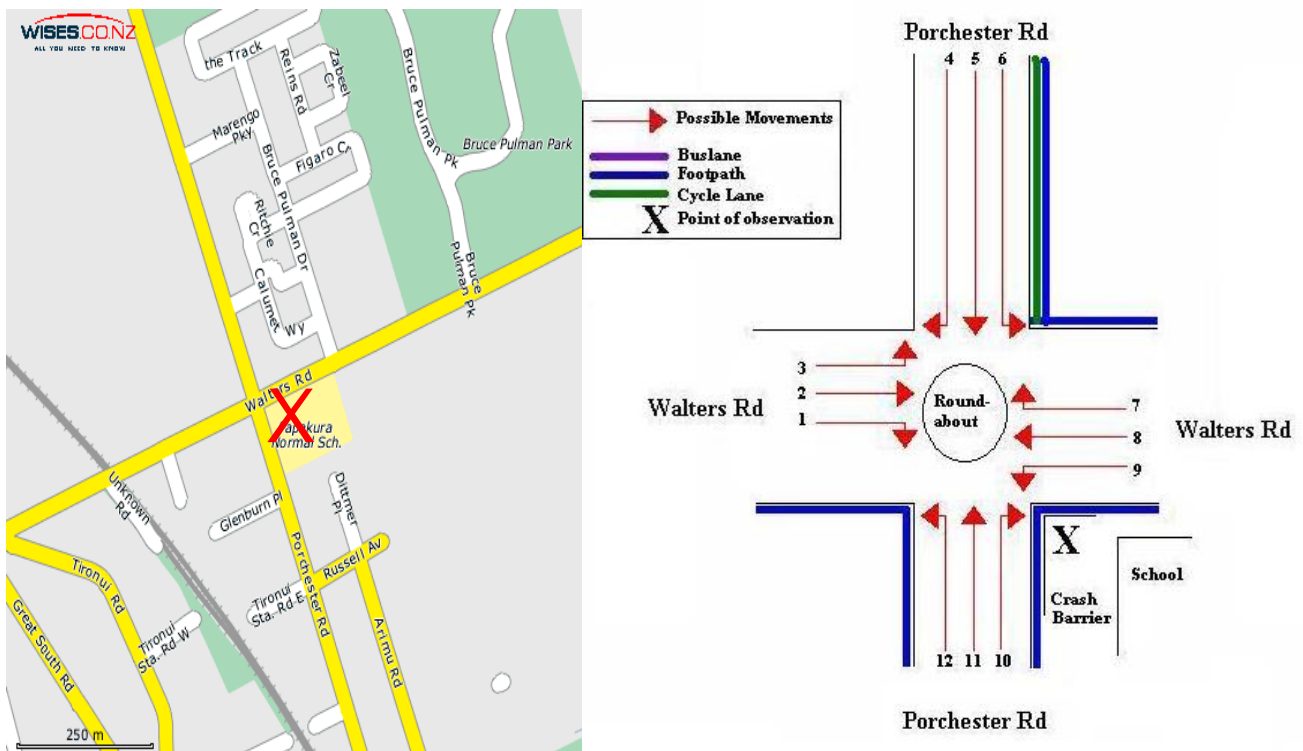 WISES.CO.NZ
ALL YOU NEED TO KNOW
the Track
Reins Rd
Zabeel
Cr
Bruce Pulman Pk
Marengo
Pky
Bruce Pulman Park
Figaro Cr
Bruce Pulman Dr
Ritchie
Cr
Bruce
Pulman Pk
Calumet
Wy
Walters Rd
Papakura
Normal Sch.
Unknown
Rd
Glenburn Pl
Dittmer
Pl
Porchester Rd
Russell Av
Tironui Rd
Tironui
Sta. Rd E
Great South Rd
Tironui
Sta. Rd W
Arimu Rd
250 m
Porchester Rd
4 5 6
Possible Movements
Buslane
Footpath
Cycle Lane
X Point of observation
Walters Rd
3
2
1
Round-
about
7
8
9
Walters Rd
X
School
Crash
Barrier
12 11 10
Porchester Rd